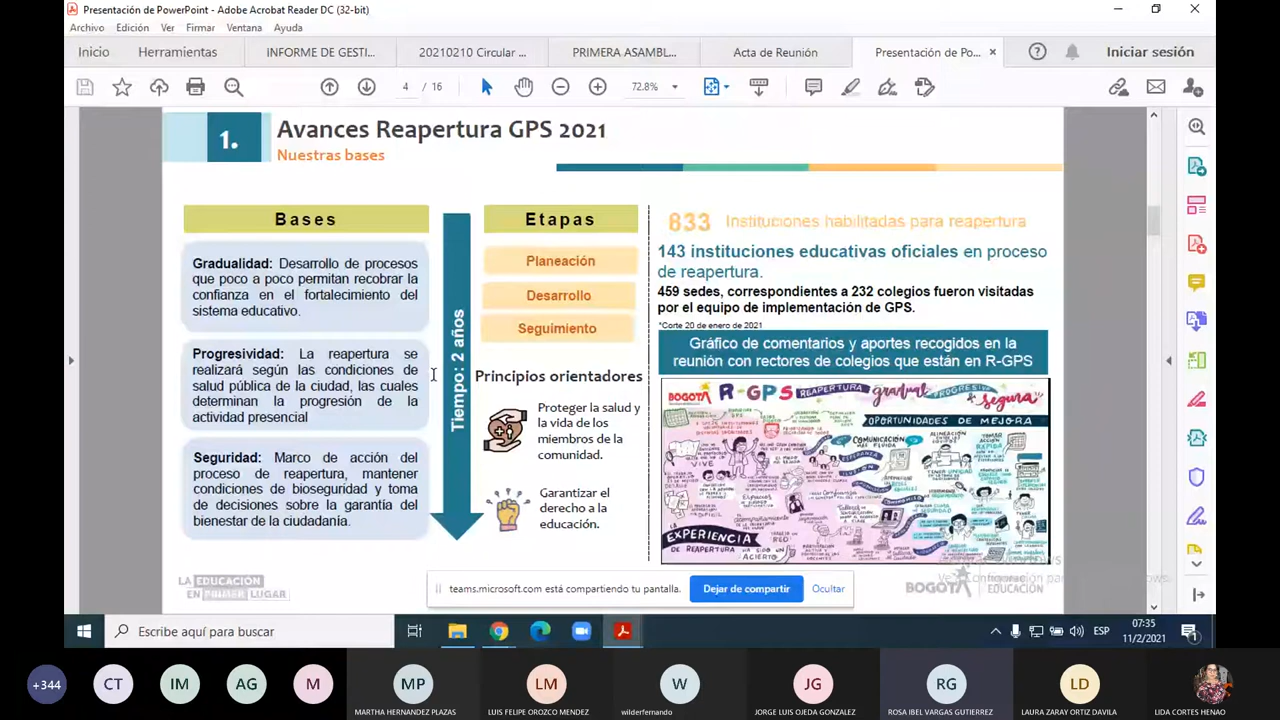 Presentación de PowerPoint - Adobe Acrobat Reader DC (32-bit)
Archivo Edición Ver Firmar Ventana Ayuda
Inicio Herramientas INFORME DE GESTI... 20210210 Circular ... PRIMERA ASAMBL... Acta de Reunión Presentación de Po... Iniciar sesión
4 / 16 72.8%
1. Avances Reapertura GPS 2021
Nuestras bases
Bases
Gradualidad: Desarrollo de procesos
que poco a poco permitan recobrar la
confianza en el fortalecimiento del
sistema educativo.
Progresividad: La reapertura se
realizará según las condiciones de
salud pública de la ciudad, las cuales
determinan la progresión de la
actividad presencial
Seguridad: Marco de acción del
proceso de reapertura, mantener
condiciones de bioseguridad y toma
de decisiones sobre la garantía del
bienestar de la ciudadanía.
Tiempo: 2 años
Etapas
Planeación
Desarrollo
Seguimiento
Principios orientadores
Proteger la salud y
la vida de los
miembros de la
comunidad.
Garantizar el
derecho a la
educación.
833 Instituciones habilitadas para reapertura
143 instituciones educativas oficiales en proceso
de reapertura.
459 sedes, correspondientes a 232 colegios fueron visitadas
por el equipo de implementación de GPS.
*Corte 20 de enero de 2021
Gráfico de comentarios y aportes recogidos en la
reunión con rectores de colegios que están en R-GPS
BOGOTÁ R-GPS REAPERTURA gradual PROGRESIVA segura
OPORTUNIDADES DE MEJORA
COMUNICACIÓN
MÁS FLUIDA
VIVE
EXPERIENCIA
DE REAPERTURA HA SIDO UN
ACIERTO
LA EDUCACIÓN
EN PRIMER LUGAR
BOGOTÁ EDUCACIÓN
teams.microsoft.com está compartiendo tu pantalla. Dejar de compartir Ocultar
Escribe aquí para buscar
ESP
07:35
11/2/2021
1
+344 CT IM AG M MP LM W JG RG LD
MARTHA HERNANDEZ PLAZAS LUIS FELIPE OROZCO MENDEZ wilderfernando JORGE LUIS OJEDA GONZALEZ ROSA IBEL VARGAS GUTIERREZ LAURA ZARAY ORTIZ DAVILA LIDA CORTES HENAO